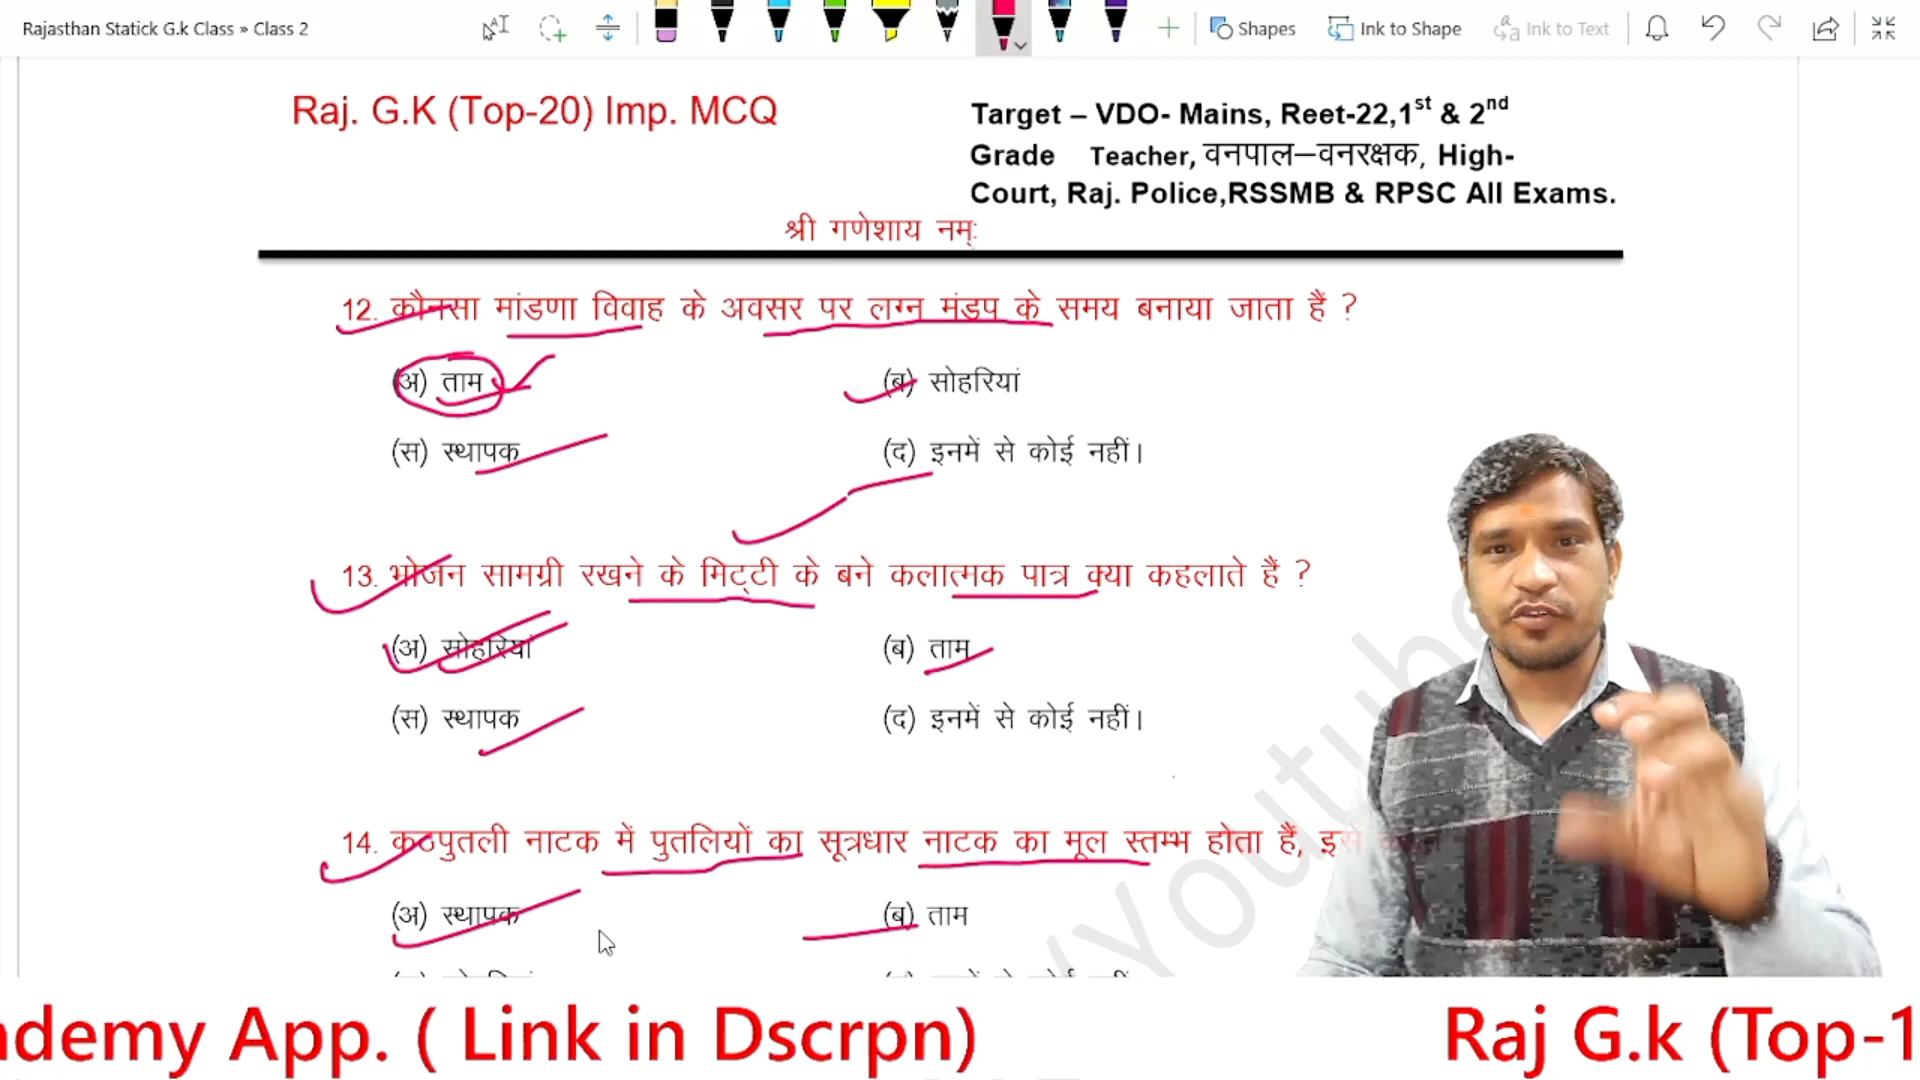 Rajasthan Statick G.k Class » Class 2
Shapes
Ink to Shape
Ink to Text
Raj. G.K (Top-20) Imp. MCQ
Target – VDO- Mains, Reet-22,1st & 2nd
Grade Teacher, वनपाल–वनरक्षक, High-
Court, Raj. Police,RSSMB & RPSC All Exams.
श्री गणेशाय नम्ः
12. कौनसा मांडणा विवाह के अवसर पर लग्न मंडप के समय बनाया जाता हैं ?
(अ) ताम
(ब) सोहरियां
(स) स्थापक
(द) इनमें से कोई नहीं।
13. भोजन सामग्री रखने के मिट्टी के बने कलात्मक पात्र क्या कहलाते हैं ?
(अ) सोहरियां
(ब) ताम
(स) स्थापक
(द) इनमें से कोई नहीं।
14. कठपुतली नाटक में पुतलियों का सूत्रधार नाटक का मूल स्तम्भ होता हैं, इसे
(अ) स्थापक
(ब) ताम
/Youtube
ademy App. ( Link in Dscrpn)
Raj G.k (Top-1